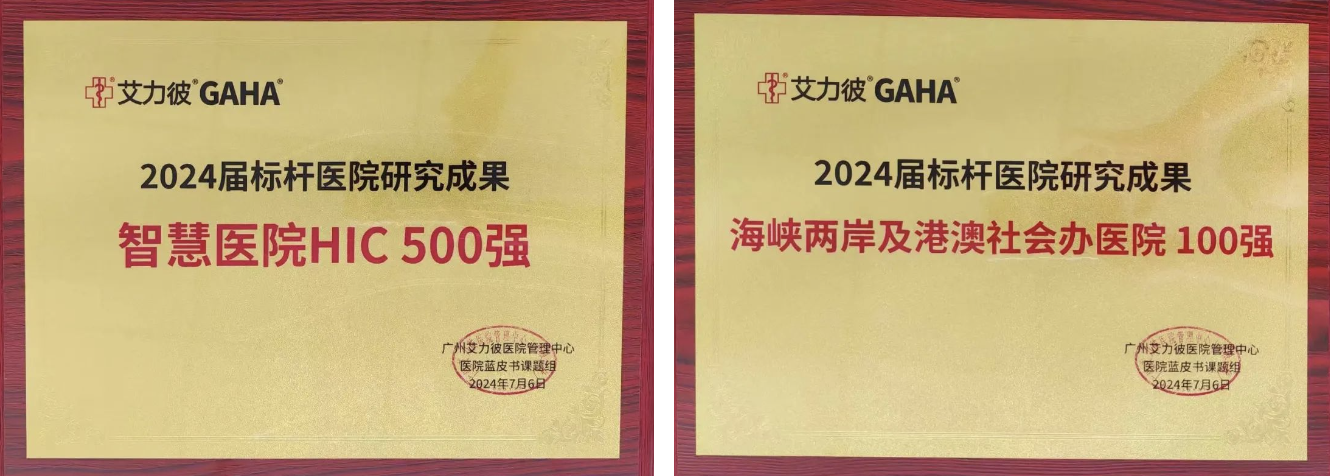 艾力彼® GAHA®
2024届标杆医院研究成果
智慧医院HIC 500强
广州艾力彼医院管理中心
医院蓝皮书课题组
2024年7月6日
艾力彼® GAHA®
2024届标杆医院研究成果
海峡两岸及港澳社会办医院 100强
广州艾力彼医院管理中心
医院蓝皮书课题组
2024年7月6日